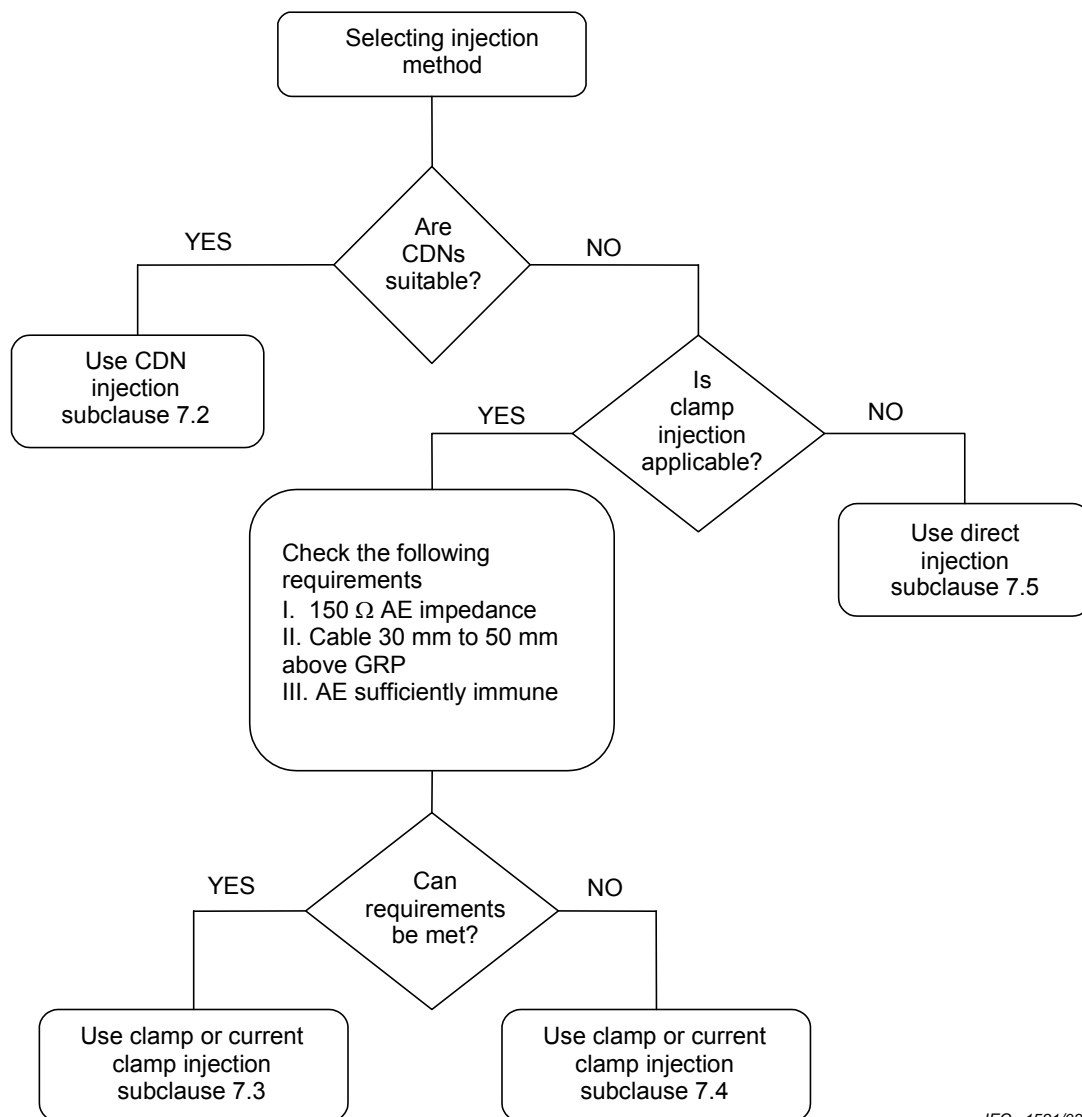 Selecting injection
method
Are
CDNs
suitable?
YES
NO
Use CDN
injection
subclause 7.2
Is
clamp
injection
applicable?
YES
NO
Use direct
injection
subclause 7.5
Check the following
requirements
I. 150 Ω AE impedance
II. Cable 30 mm to 50 mm
above GRP
III. AE sufficiently immune
Can
requirements
be met?
YES
NO
Use clamp or current
clamp injection
subclause 7.3
Use clamp or current
clamp injection
subclause 7.4